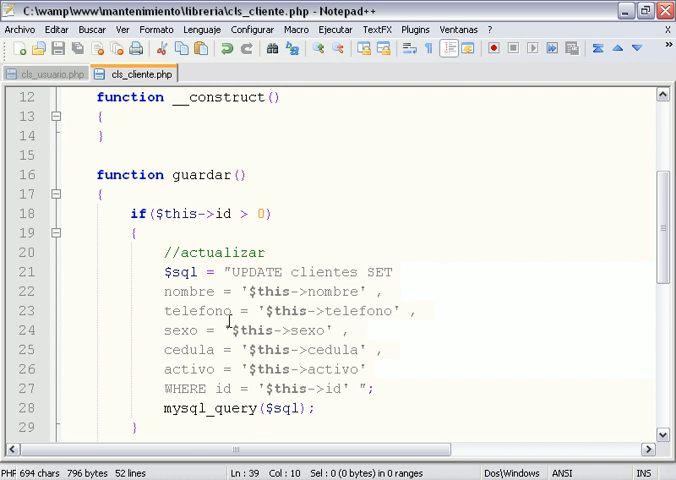 C:\wamp\www\mantenimiento\libreria\cls_cliente.php - Notepad++
Archivo Editar Buscar Ver Formato Lenguaje Configurar Macro Ejecutar TextFX Plugins Ventanas ? X
cls_usuario.php cls_cliente.php
12 function __construct()
13 {
14 }
15
16 function guardar()
17 {
18 if($this->id > 0)
19 {
20 //actualizar
21 $sql = "UPDATE clientes SET
22 nombre = '$this->nombre' ,
23 telefono = '$this->telefono' ,
24 sexo = '$this->sexo' ,
25 cedula = '$this->cedula' ,
26 activo = '$this->activo'
27 WHERE id = '$this->id' ";
28 mysql_query($sql);
29 }
PHF 694 chars 796 bytes 52 lines Ln : 39 Col : 10 Sel : 0 (0 bytes) in 0 ranges Dos\Windows ANSI INS